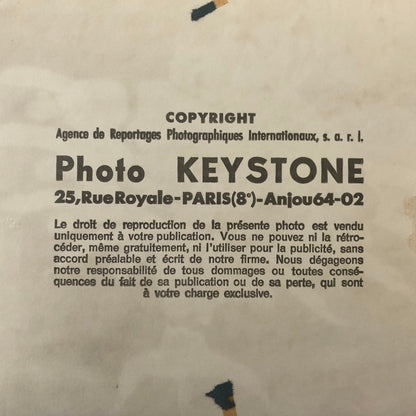 COPYRIGHT
Agence de Reportages Photographiques Internationaux, s. a. r. l.
Photo KEYSTONE
25, Rue Royale-PARIS(8°)-Anjou 64-02
Le droit de reproduction de la présente photo est vendu
uniquement à votre publication. Vous ne pouvez ni la rétro-
céder, même gratuitement, ni l'utiliser pour la publicité, sans
accord préalable et écrit de notre firme. Nous dégageons
notre responsabilité de tous dommages ou toutes consé-
quences du fait de sa publication ou de sa perte, qui sont
à votre charge exclusive.